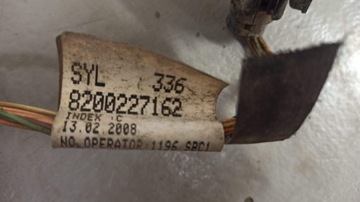 SYL 336
8200227162
INDEX C
13.02.2008
NO.OPERATOR:1196 SPC1